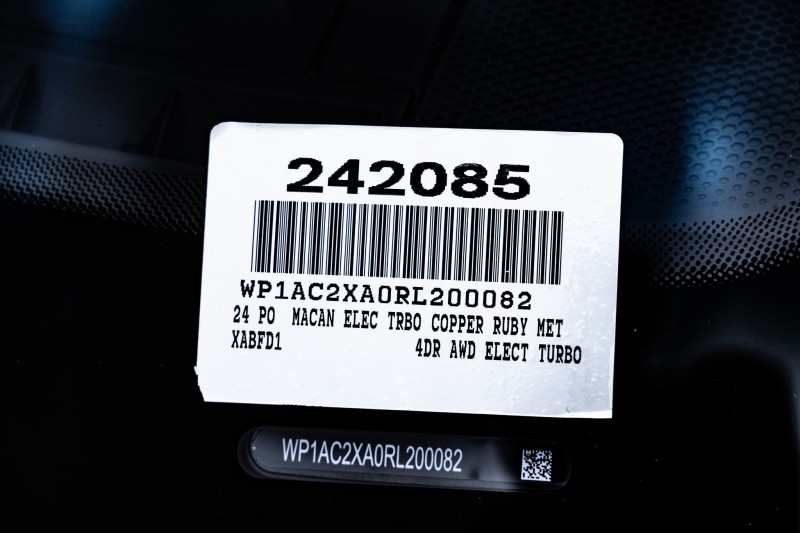 242085
WP1AC2XA0RL200082
24 PO MACAN ELEC TRBO COPPER RUBY MET
XABFD1 4DR AWD ELECT TURBO
WP1AC2XA0RL200082